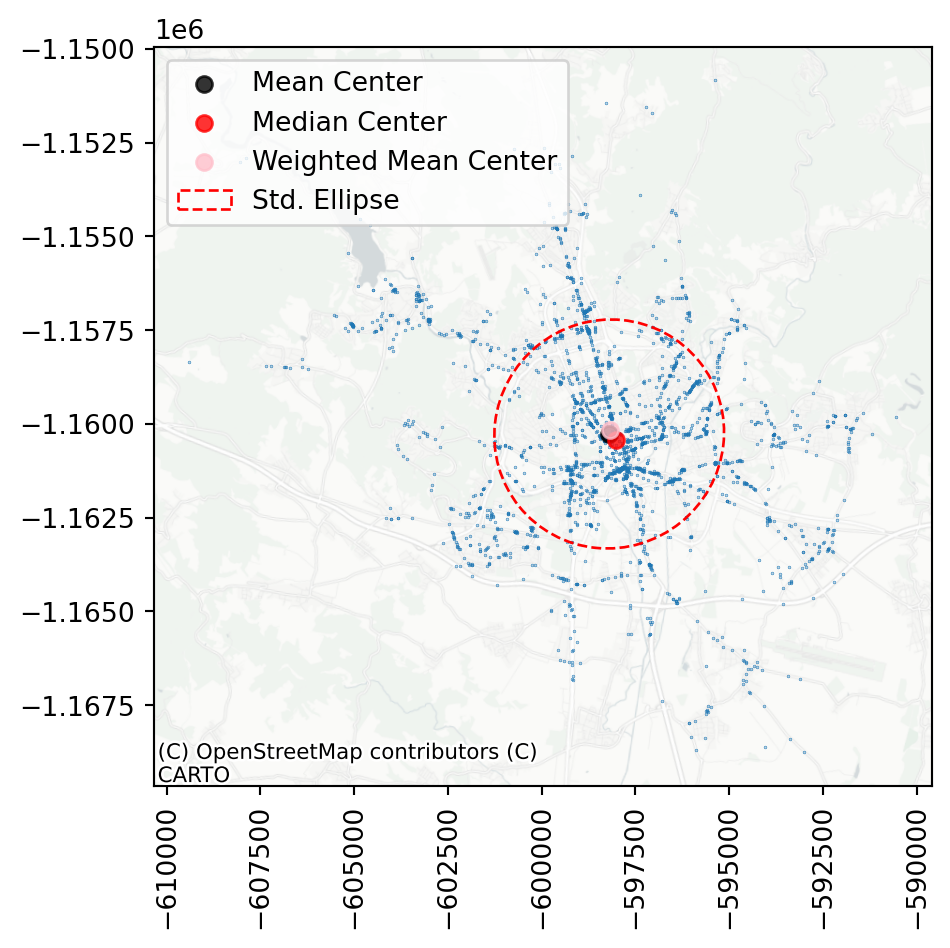 1e6
−1.1500
−1.1525
−1.1550
−1.1575
−1.1600
−1.1625
−1.1650
−1.1675
Mean Center
Median Center
Weighted Mean Center
Std. Ellipse
(C) OpenStreetMap contributors (C)
CARTO
−610000
−607500
−605000
−602500
−600000
−597500
−595000
−592500
−590000